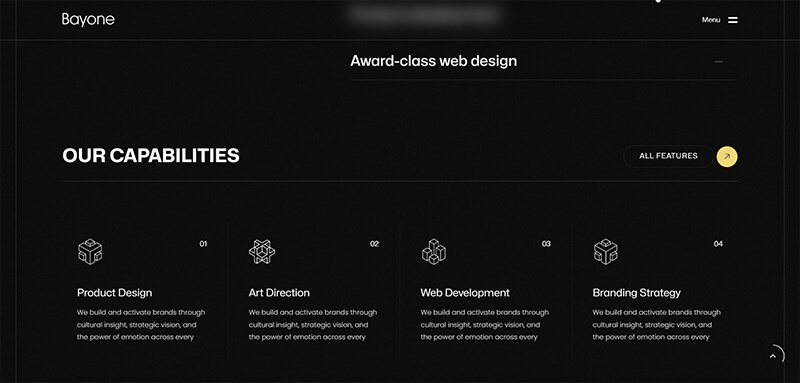 Bayone
Menu
Award-class web design
OUR CAPABILITIES
ALL FEATURES
01
02
03
04
Product Design
Art Direction
Web Development
Branding Strategy
We build and activate brands through
cultural insight, strategic vision, and
the power of emotion across every
We build and activate brands through
cultural insight, strategic vision, and
the power of emotion across every
We build and activate brands through
cultural insight, strategic vision, and
the power of emotion across every
We build and activate brands through
cultural insight, strategic vision, and
the power of emotion across every